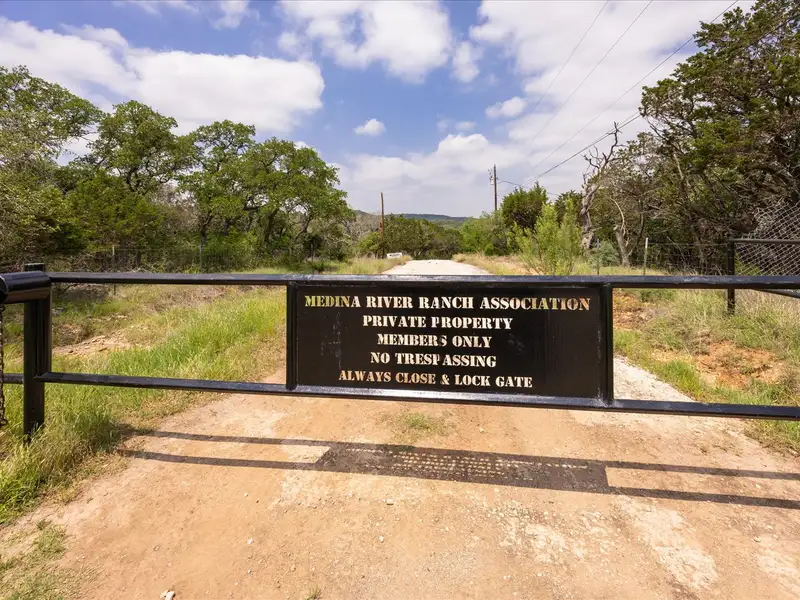 MEDINA RIVER RANCH ASSOCIATION
PRIVATE PROPERTY
MEMBERS ONLY
NO TRESPASSING
ALWAYS CLOSE & LOCK GATE